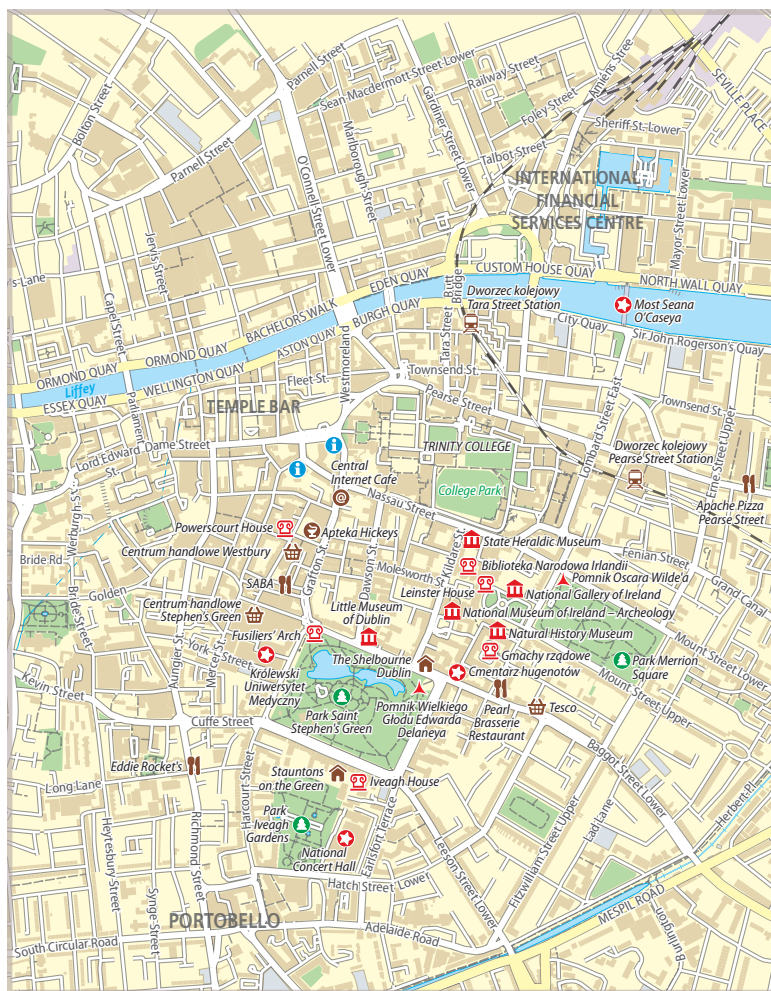 Bolton Street
Parnell Street
Sean Macdermott Street Lower
Railway Street
Amiens Stree
SEVILLE PLACE
Gardiner Street Lower
Foley Street
Sheriff St. Lower
Talbot Street
Marlborough Street
O'Connell Street Lower
Parnell Street
INTERNATIONAL
FINANCIAL
SERVICES CENTRE
Mayor Street Lower
Jervis Street
's-Lane
Capel Street
EDEN QUAY
CUSTOM HOUSE QUAY
NORTH WALL QUAY
Butt
Bridge
Dworzec kolejowy
Tara Street Station
Most Seana
O'Caseya
BACHELORS WALK
BURGH QUAY
City Quay
Sir John Rogerson's Quay
ORMOND QUAY
ASTON QUAY
Tara Street
ORMOND QUAY
WELLINGTON QUAY
Liffey
ESSEX QUAY
Fleet St.
Westmoreland
Townsend St.
Pearse Street
Lombard Street East
Townsend St.
Parliament
TEMPLE BAR
Lord Edward
St.
Dame Street
TRINITY COLLEGE
Dworzec kolejowy
Pearse Street Station
Erne Street Upper
Central
Internet Cafe
College Park
Nassau Street
Apache Pizza
Pearse Street
Werburgh St
Powerscourt House
Apteka Hickeys
State Heraldic Museum
Fenian Street
Centrum handlowe Westbury
Kildare St.
Bride Rd
Grafton St.
Dawson St.
Molesworth St.
Biblioteka Narodowa Irlandii
Pomnik Oscara Wilde'a
Grand Canal
SABA
Leinster House
National Gallery of Ireland
Golden
Bride Street
Centrum handlowe
Stephen's Green
Little Museum
of Dublin
National Museum of Ireland – Archeology
Fusiliers' Arch
Natural History Museum
Mount Street Lower
Aungier St.
York Street
Mercer St.
Gmachy rządowe
Park Merrion
Square
Królewski
Uniwersytet
Medyczny
The Shelbourne
Dublin
Cmentarz hugenotów
Mount Street Upper
Kevin Street
Park Saint
Stephen's Green
Pomnik Wielkiego
Głodu Edwarda
Delaneya
Pearl
Brasserie
Restaurant
Tesco
Cuffe Street
Baggot Street Lower
Eddie Rocket's
Stauntons
on the Green
Iveagh House
Long Lane
Harcourt Street
Park
Iveagh
Gardens
Earlsfort Terrace
Lad Lane
Herbert Pl.
National
Concert Hall
Heytesbury Street
Richmond Street
Hatch Street Lower
Leeson Street Lower
Fitzwilliam Street Upper
Synge Street
MESPIL ROAD
PORTOBELLO
Adelaide Road
Burlington
South Circular Road